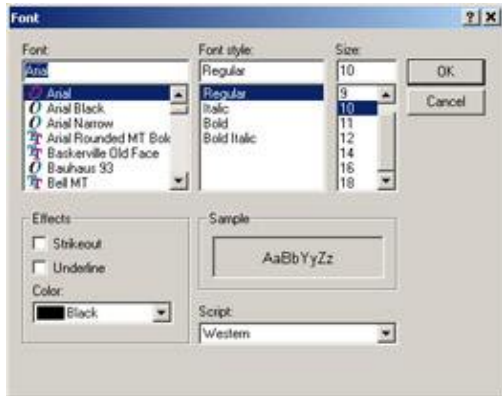 Font
Font:
Font style:
Size:
Arial
Regular
10
OK
Cancel
Arial
Arial Black
Arial Narrow
Arial Rounded MT Bol
Baskerville Old Face
Bauhaus 93
Bell MT
Regular
Italic
Bold
Bold Italic
9
10
11
12
14
16
18
Effects
Strikeout
Underline
Color:
Black
Sample
AaBbYyZz
Script:
Western